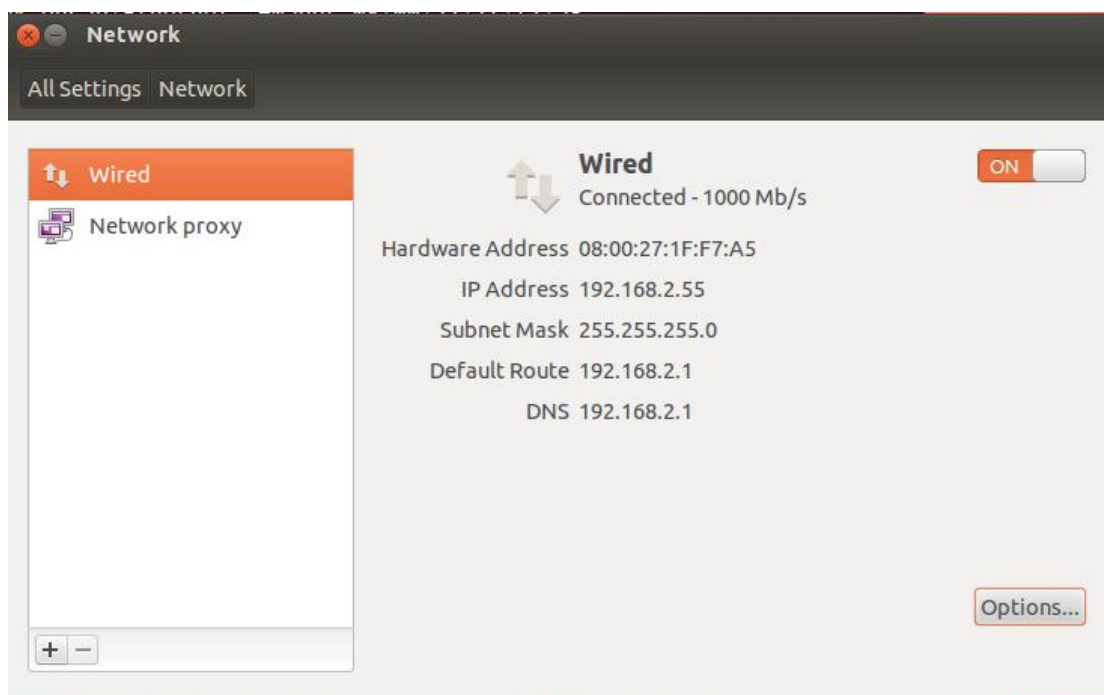 Network
All Settings Network
Wired
Network proxy
Wired
Connected - 1000 Mb/s
ON
Hardware Address 08:00:27:1F:F7:A5
IP Address 192.168.2.55
Subnet Mask 255.255.255.0
Default Route 192.168.2.1
DNS 192.168.2.1
Options...